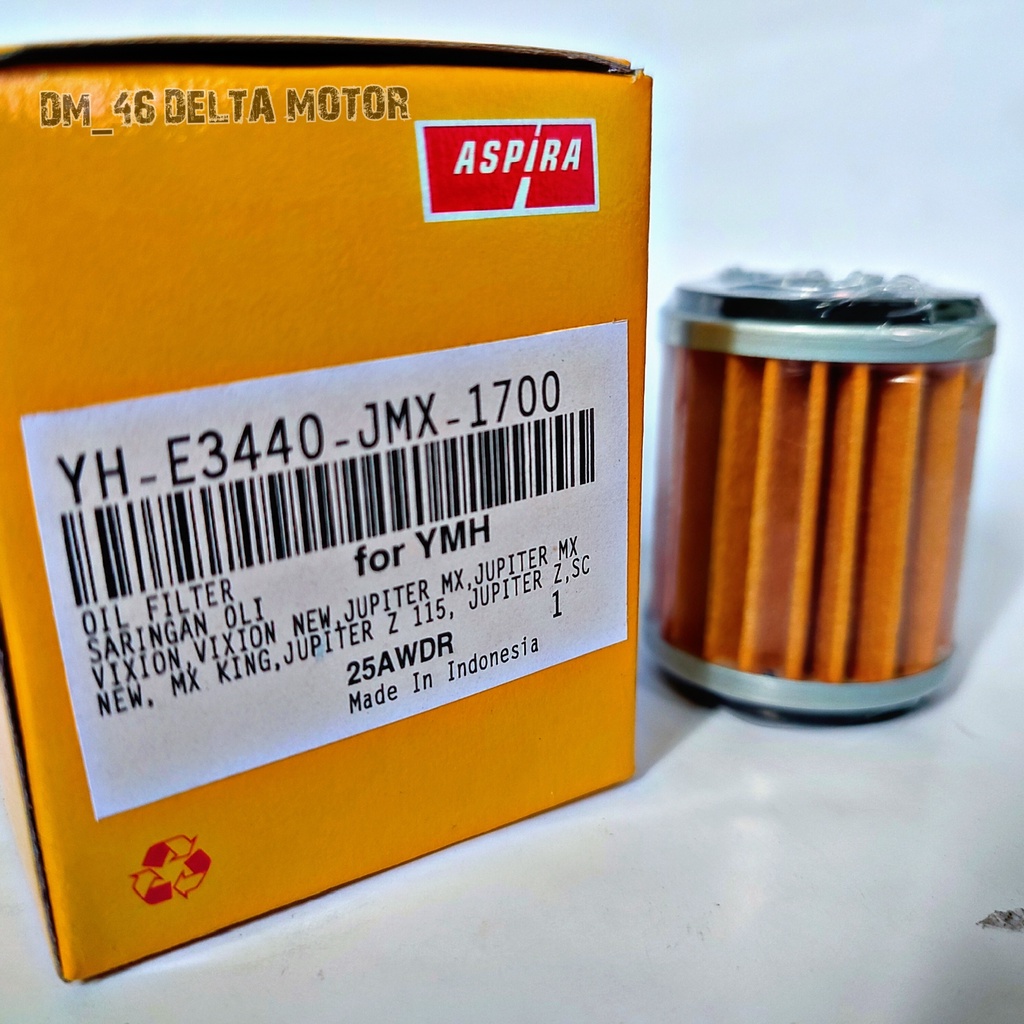 DM_46 DELTA MOTOR
ASPIRA
YH-E3440-JMX-1700
for YMH
OIL FILTER
SARINGAN OLI
VIXION,VIXION NEW,JUPITER MX,JUPITER MX
NEW, MX KING,JUPITER Z 115, JUPITER Z,SC
1
25AWDR
Made In Indonesia